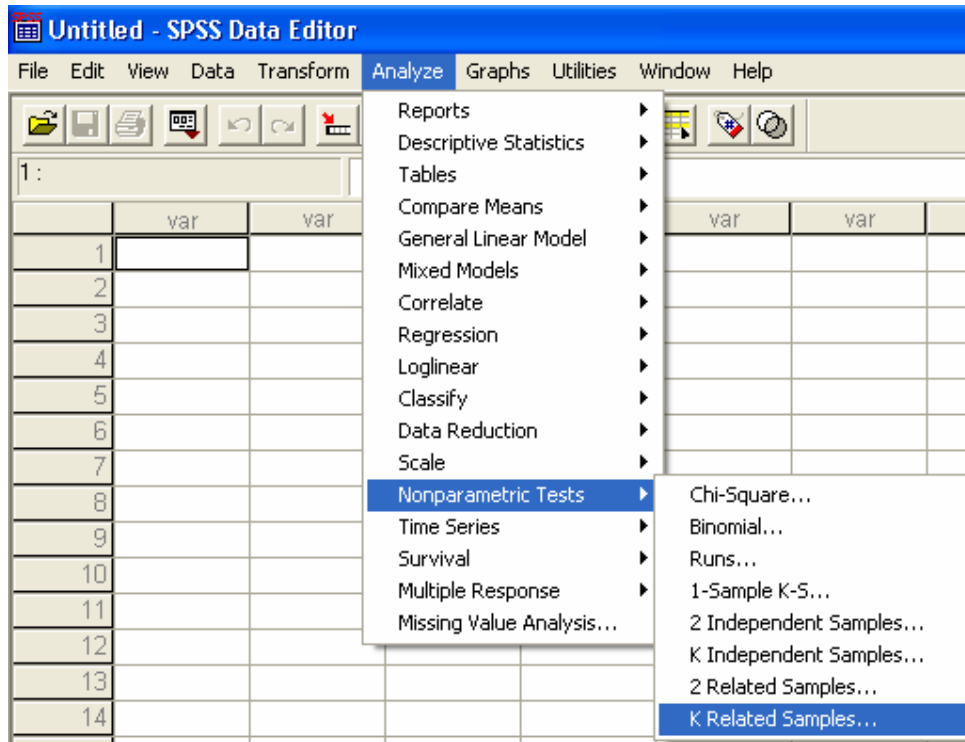 SPSS
Untitled - SPSS Data Editor
File Edit View Data Transform Analyze Graphs Utilities Window Help
1 :
var var var var
1
2
3
4
5
6
7
8
9
10
11
12
13
14
Reports
Descriptive Statistics
Tables
Compare Means
General Linear Model
Mixed Models
Correlate
Regression
Loglinear
Classify
Data Reduction
Scale
Nonparametric Tests
Time Series
Survival
Multiple Response
Missing Value Analysis...
Chi-Square...
Binomial...
Runs...
1-Sample K-S...
2 Independent Samples...
K Independent Samples...
2 Related Samples...
K Related Samples...